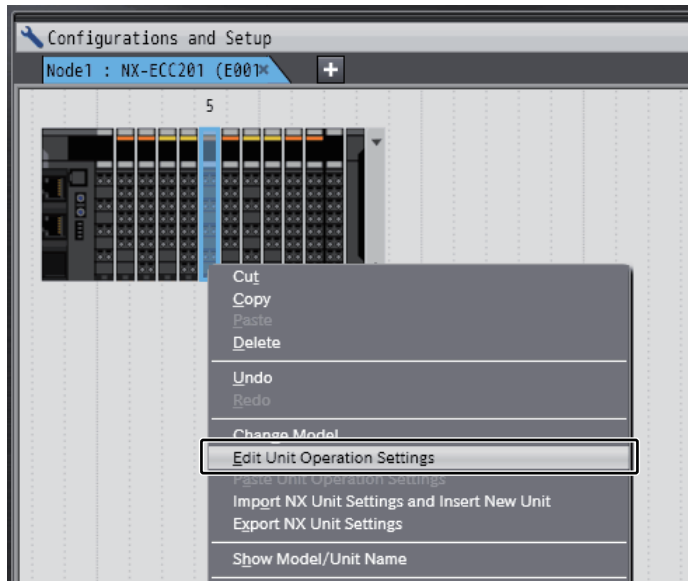 Configurations and Setup
Node1 : NX-ECC201 (E001
5
Cut
Copy
Paste
Delete
Undo
Redo
Change Model
Edit Unit Operation Settings
Paste Unit Operation Settings
Import NX Unit Settings and Insert New Unit
Export NX Unit Settings
Show Model/Unit Name